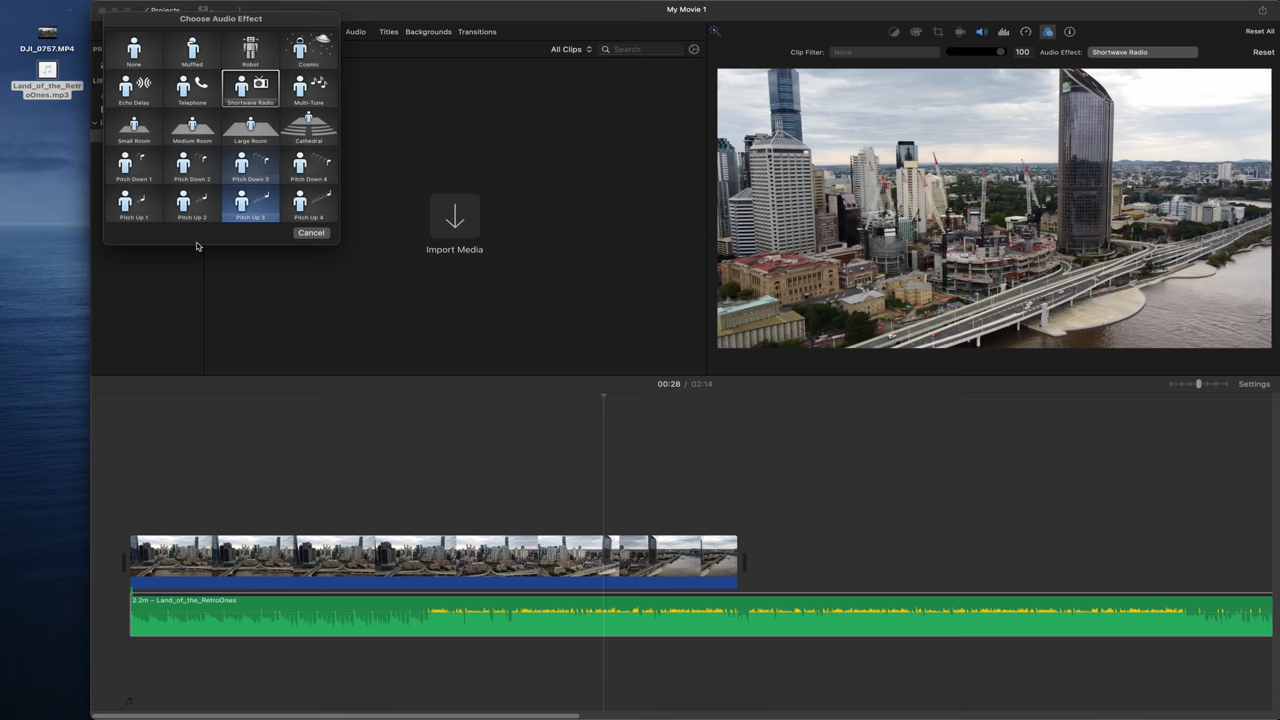 Projects
My Movie 1
Choose Audio Effect
None
Muffled
Robot
Cosmic
Echo Delay
Telephone
Shortwave Radio
Multi-Tune
Small Room
Medium Room
Large Room
Cathedral
Pitch Down 1
Pitch Down 2
Pitch Down 3
Pitch Down 4
Pitch Up 1
Pitch Up 2
Pitch Up 3
Pitch Up 4
Cancel
DJI_0757.MP4
Land_of_the_Retr
oOnes.mp3
Audio
Titles
Backgrounds
Transitions
All Clips
Search
Reset All
Clip Filter:
None
100
Audio Effect:
Shortwave Radio
Reset
Import Media
00:28 / 02:14
Settings
2.2m – Land_of_the_RetroOnes